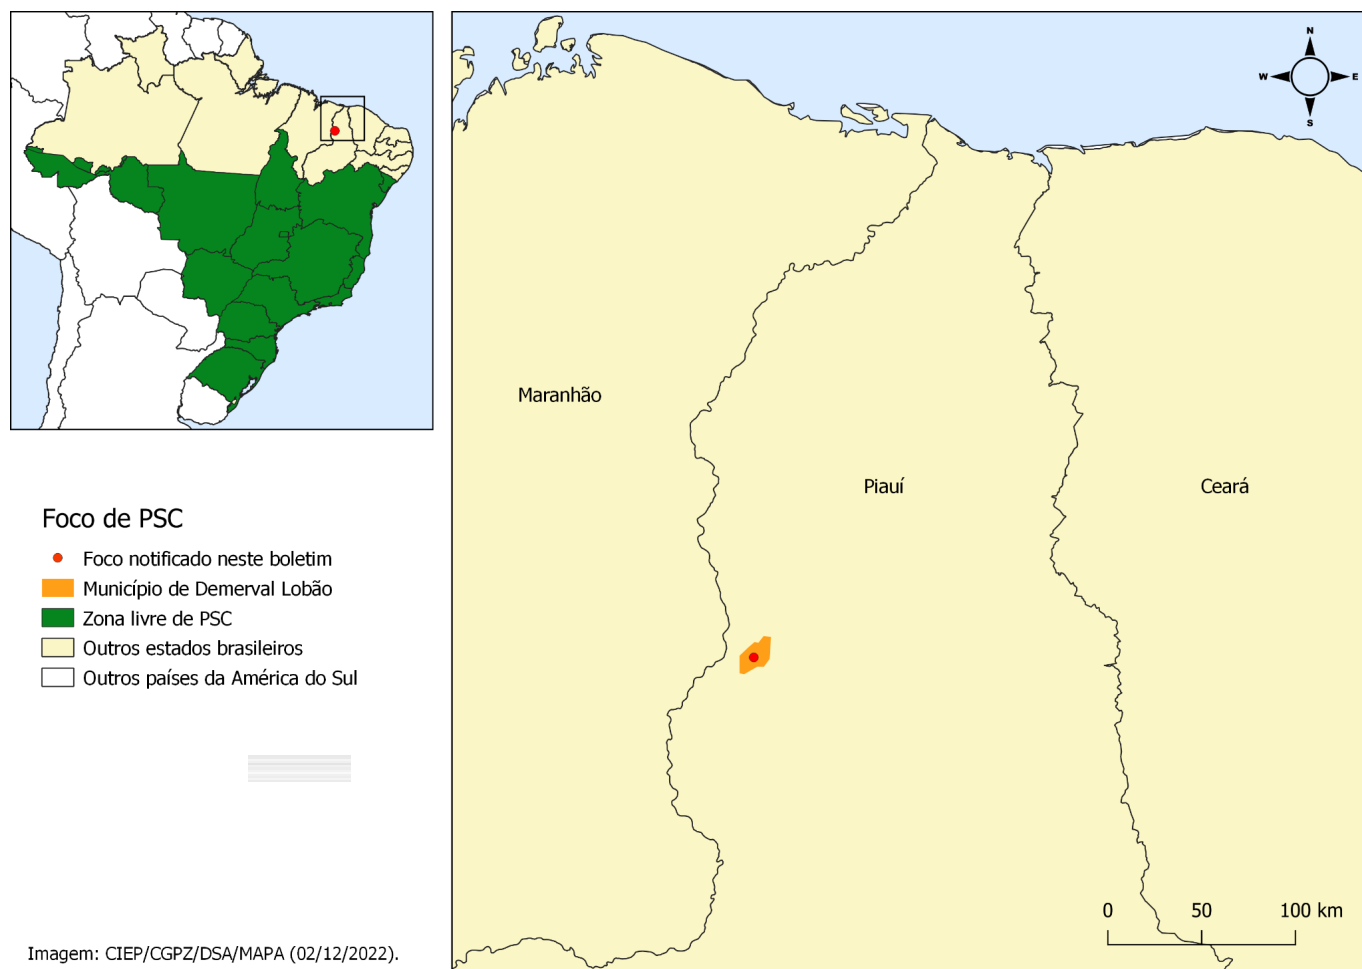 N
W E
S
Maranhão
Piauí
Ceará
Foco de PSC
Foco notificado neste boletim
Município de Demerval Lobão
Zona livre de PSC
Outros estados brasileiros
Outros países da América do Sul
0 50 100 km
Imagem: CIEP/CGPZ/DSA/MAPA (02/12/2022).